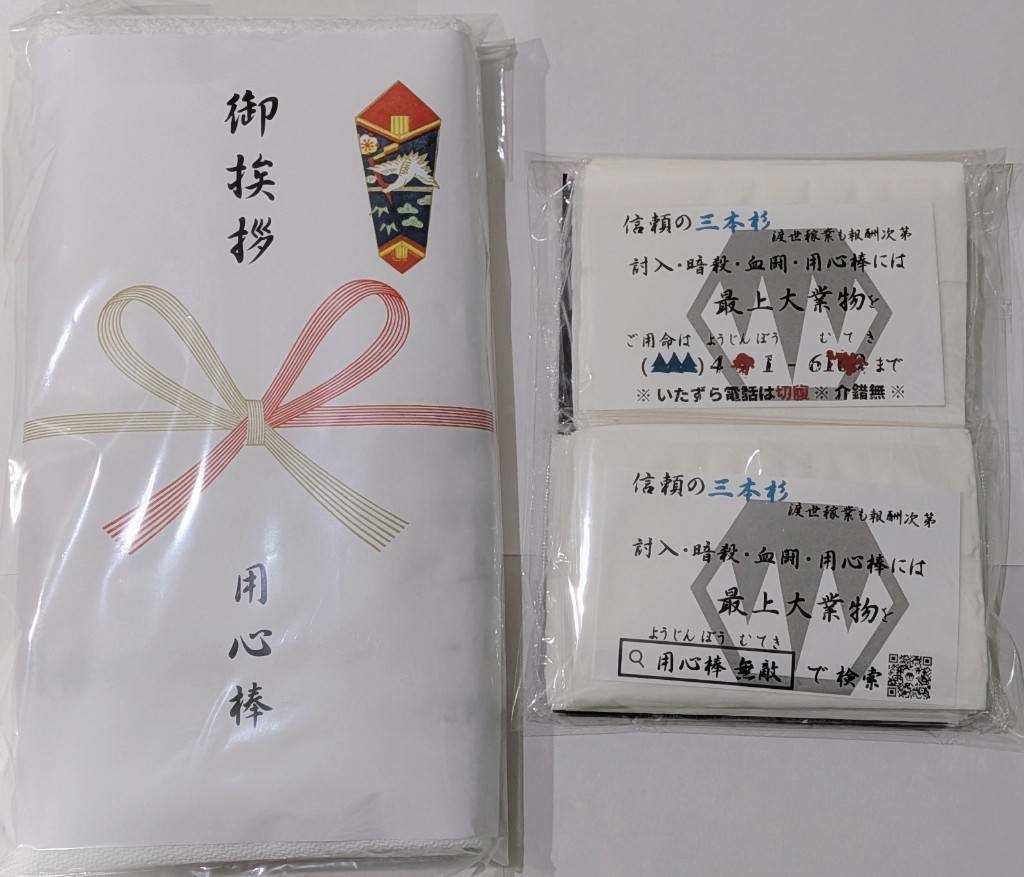 御挨拶
用心棒
信頼の三本杉
渡世稼業も報酬次第
討入・暗殺・血闘・用心棒には
最上大業物を
ようじんぼう むてき
ご用命は
( )4 1-61 まで
※いたずら電話は切腹※介錯無※
信頼の三本杉
渡世稼業も報酬次第
討入・暗殺・血闘・用心棒には
最上大業物を
ようじんぼう むてき
用心棒 無敵 で検索